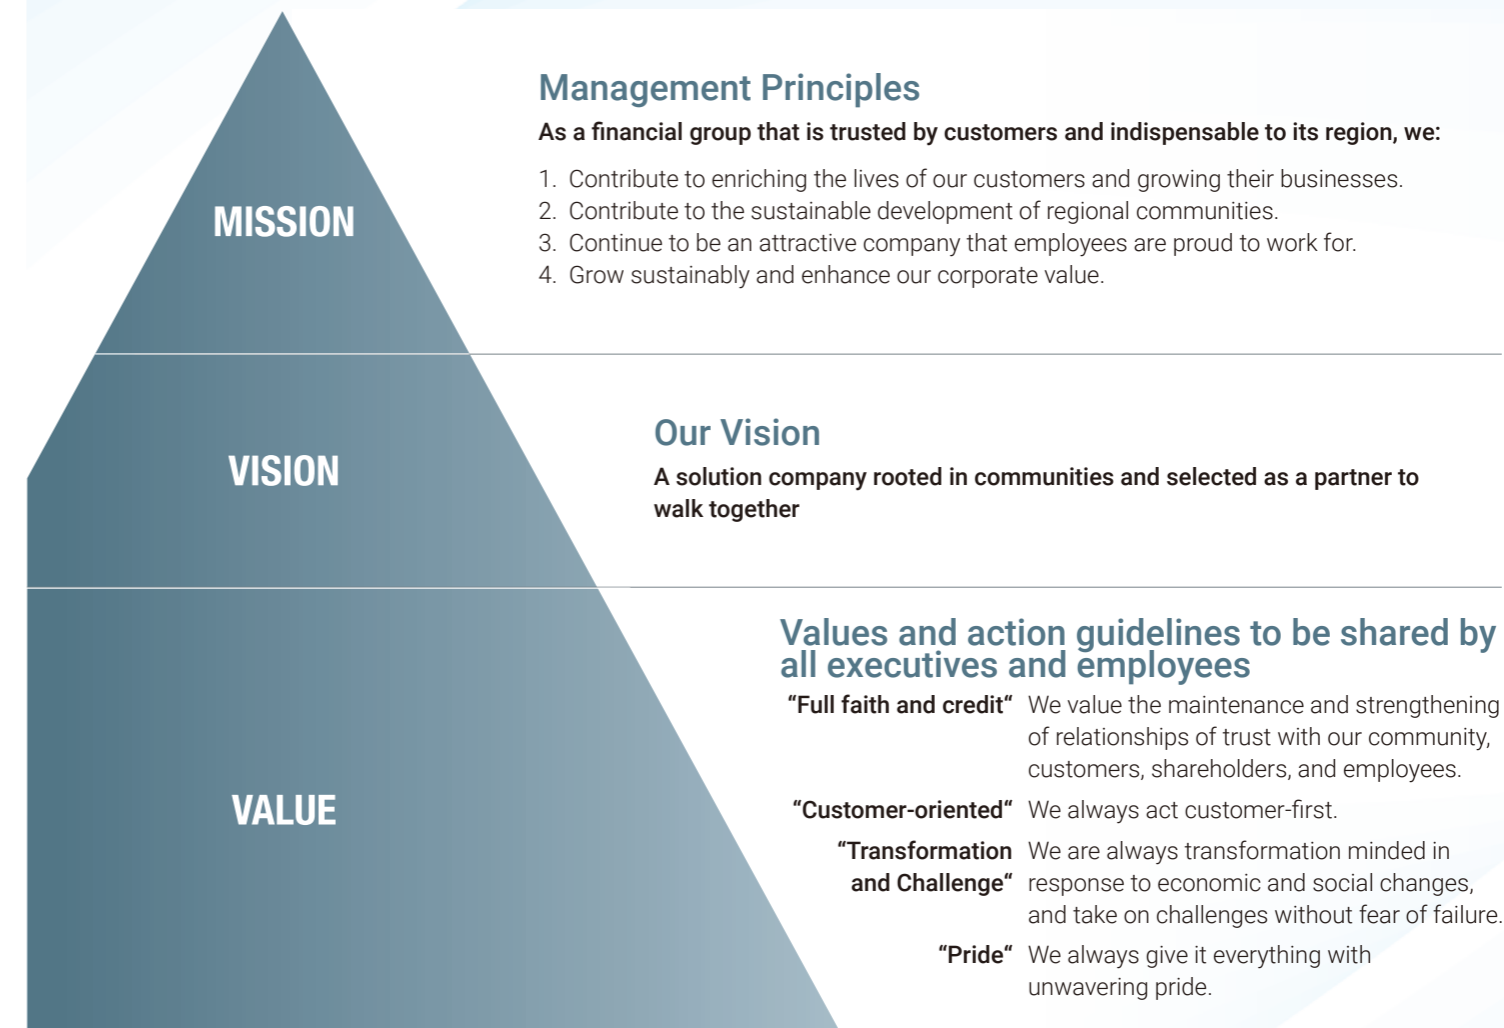 MISSION
Management Principles
As a financial group that is trusted by customers and indispensable to its region, we:
1. Contribute to enriching the lives of our customers and growing their businesses.
2. Contribute to the sustainable development of regional communities.
3. Continue to be an attractive company that employees are proud to work for.
4. Grow sustainably and enhance our corporate value.
VISION
Our Vision
A solution company rooted in communities and selected as a partner to
walk together
VALUE
Values and action guidelines to be shared by
all executives and employees
“Full faith and credit“ We value the maintenance and strengthening
of relationships of trust with our community,
customers, shareholders, and employees.
“Customer-oriented“ We always act customer-first.
“Transformation We are always transformation minded in
and Challenge“ response to economic and social changes,
and take on challenges without fear of failure.
“Pride“ We always give it everything with
unwavering pride.